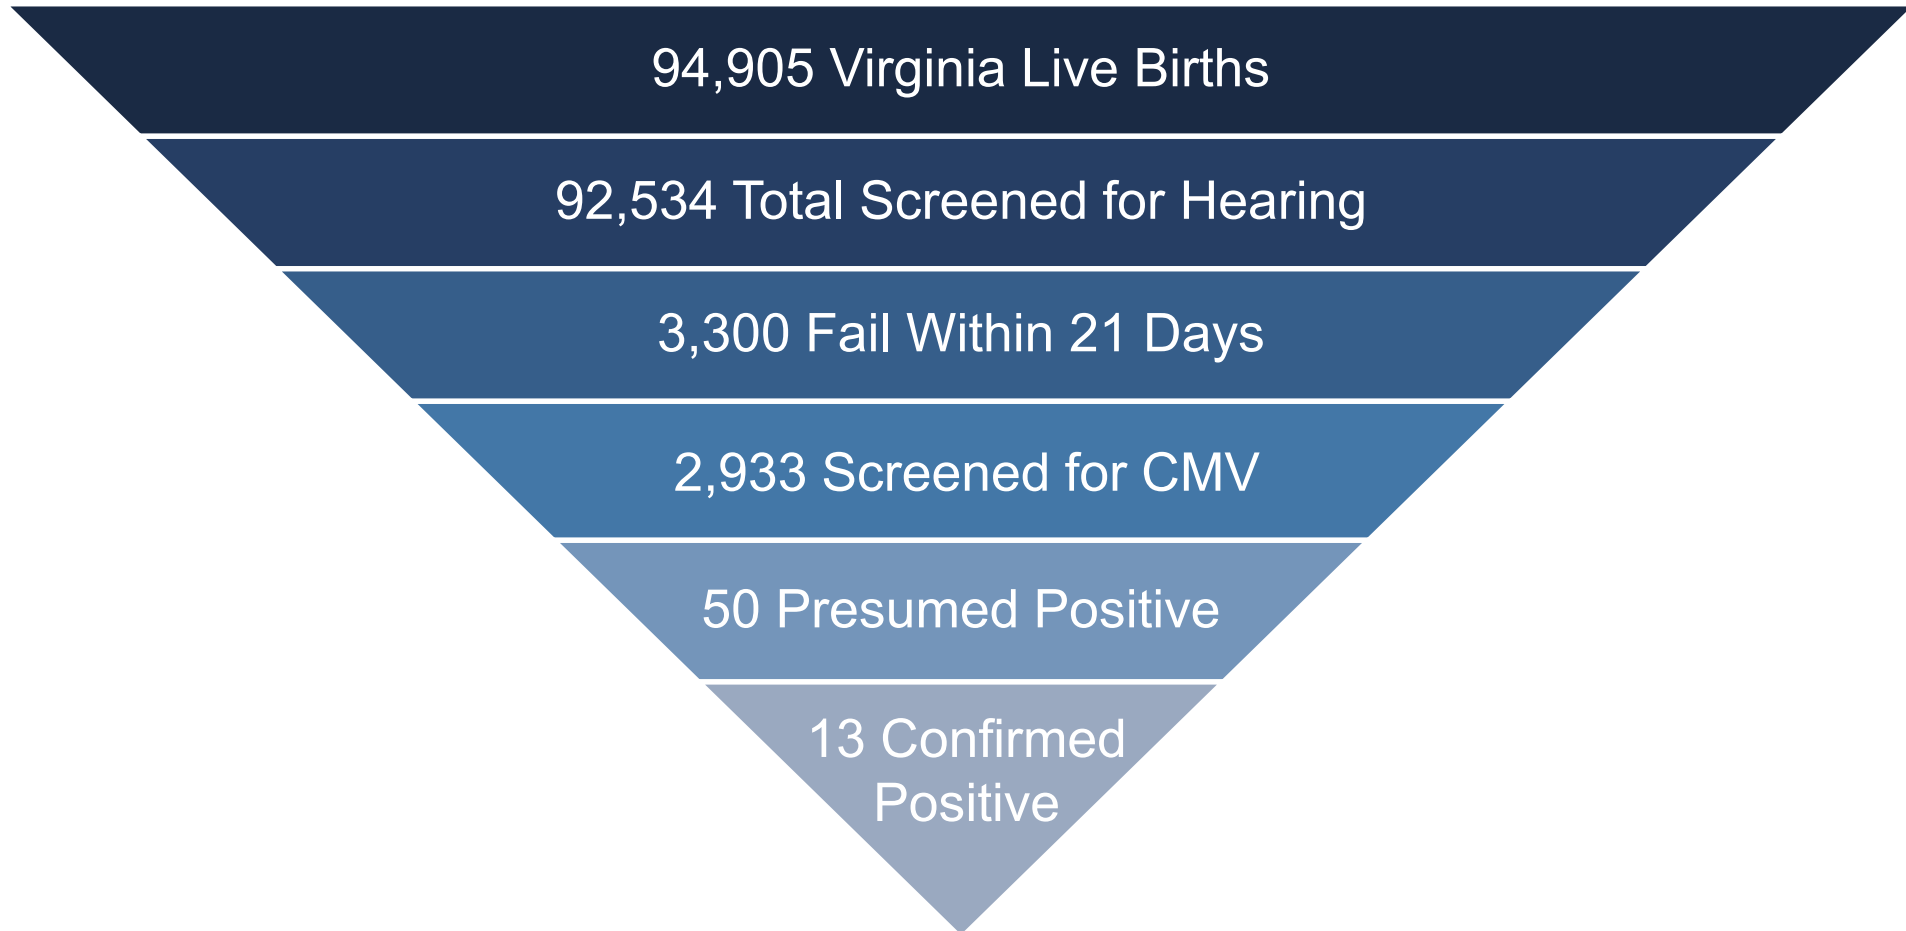 94,905 Virginia Live Births
92,534 Total Screened for Hearing
3,300 Fail Within 21 Days
2,933 Screened for CMV
50 Presumed Positive
13 Confirmed
Positive